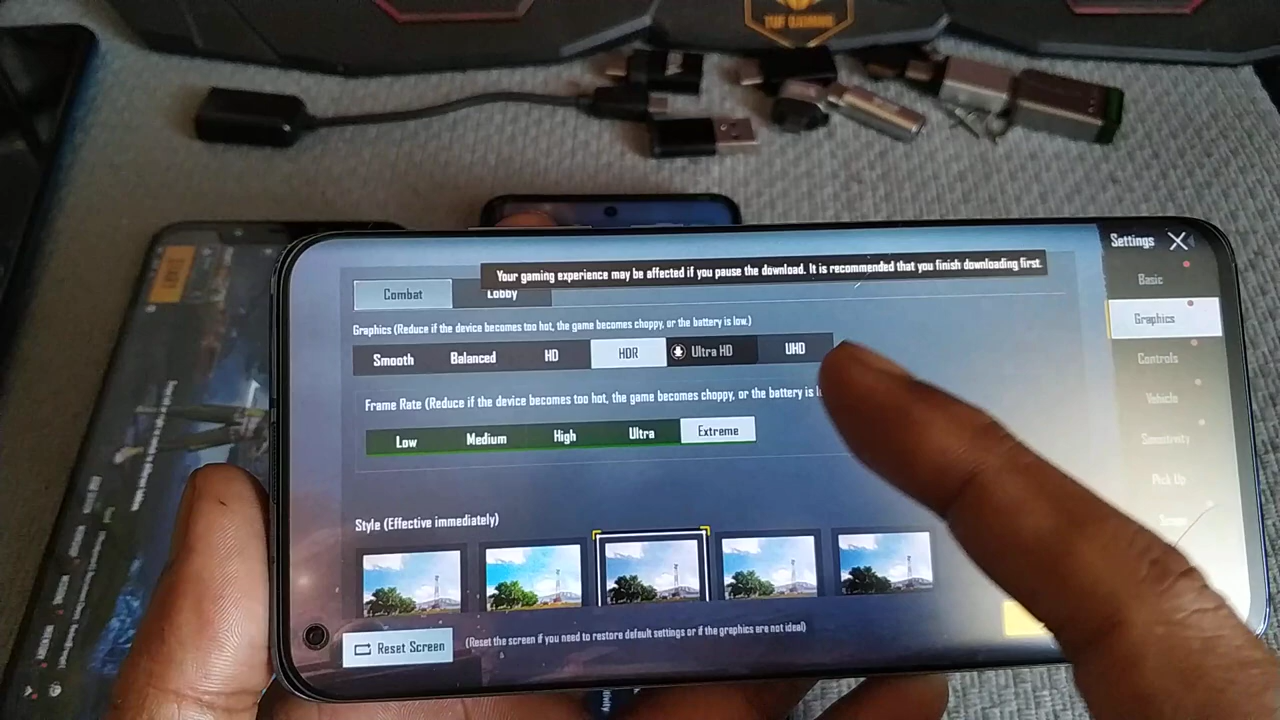 TUF GAMING
Settings
Your gaming experience may be affected if you pause the download. It is recommended that you finish downloading first.
Combat
Lobby
Basic
Graphics (Reduce if the device becomes too hot, the game becomes choppy, or the battery is low.)
Graphics
Smooth Balanced HD HDR Ultra HD UHD
Controls
Frame Rate (Reduce if the device becomes too hot, the game becomes choppy, or the battery is
Vehicle
Low Medium High Ultra Extreme
Sensitivity
Pick Up
Style (Effective immediately)
Reset Screen
(Reset the screen if you need to restore default settings or if the graphics are not ideal)